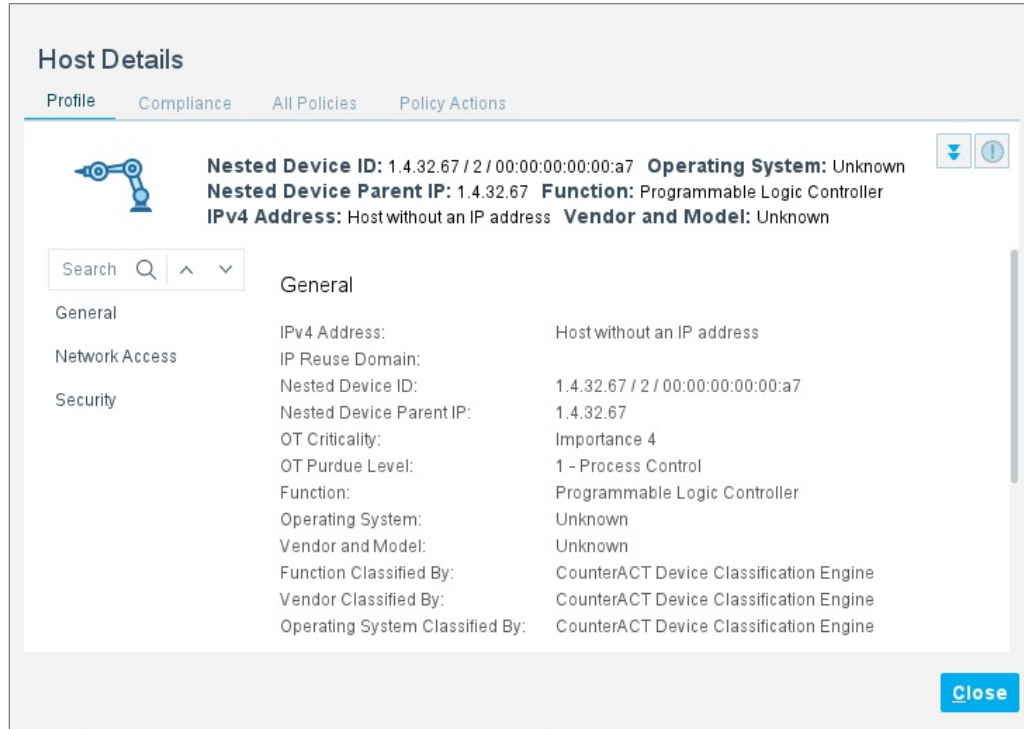 Host Details
Profile Compliance All Policies Policy Actions
Nested Device ID: 1.4.32.67 / 2 / 00:00:00:00:00:a7 Operating System: Unknown
Nested Device Parent IP: 1.4.32.67 Function: Programmable Logic Controller
IPv4 Address: Host without an IP address Vendor and Model: Unknown
Search
General
Network Access
Security
General
IPv4 Address: Host without an IP address
IP Reuse Domain:
Nested Device ID: 1.4.32.67 / 2 / 00:00:00:00:00:a7
Nested Device Parent IP: 1.4.32.67
OT Criticality: Importance 4
OT Purdue Level: 1 - Process Control
Function: Programmable Logic Controller
Operating System: Unknown
Vendor and Model: Unknown
Function Classified By: CounterACT Device Classification Engine
Vendor Classified By: CounterACT Device Classification Engine
Operating System Classified By: CounterACT Device Classification Engine
Close